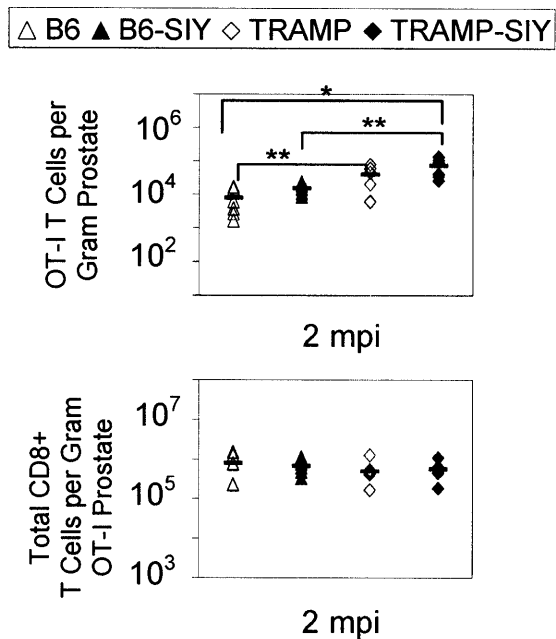 △ B6 ▲ B6-SIY ◇ TRAMP ◆ TRAMP-SIY
OT-I T Cells per
Gram Prostate
10^6
10^4
10^2
*
**
**
2 mpi
Total CD8+
T Cells per Gram
OT-I Prostate
10^7
10^5
10^3
2 mpi